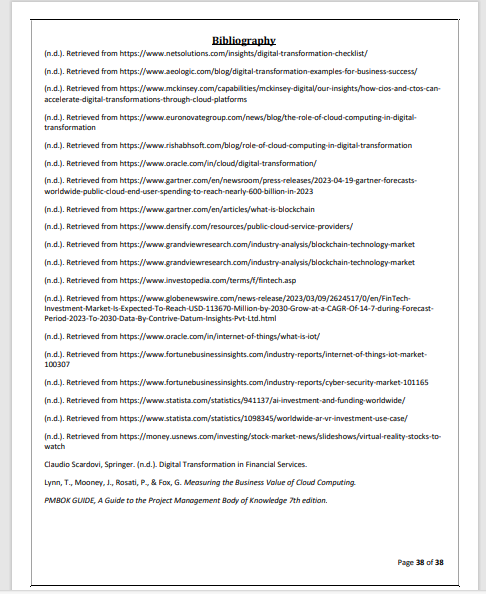 Bibliography
(n.d.). Retrieved from https://www.netsolutions.com/insights/digital-transformation-checklist/
(n.d.). Retrieved from https://www.aeologic.com/blog/digital-transformation-examples-for-business-success/
(n.d.). Retrieved from https://www.mckinsey.com/capabilities/mckinsey-digital/our-insights/how-cios-and-ctos-can-
accelerate-digital-transformations-through-cloud-platforms
(n.d.). Retrieved from https://www.euronovategroup.com/news/blog/the-role-of-cloud-computing-in-digital-
transformation
(n.d.). Retrieved from https://www.rishabhsoft.com/blog/role-of-cloud-computing-in-digital-transformation
(n.d.). Retrieved from https://www.oracle.com/in/cloud/digital-transformation/
(n.d.). Retrieved from https://www.gartner.com/en/newsroom/press-releases/2023-04-19-gartner-forecasts-
worldwide-public-cloud-end-user-spending-to-reach-nearly-600-billion-in-2023
(n.d.). Retrieved from https://www.gartner.com/en/articles/what-is-blockchain
(n.d.). Retrieved from https://www.densify.com/resources/public-cloud-service-providers/
(n.d.). Retrieved from https://www.grandviewresearch.com/industry-analysis/blockchain-technology-market
(n.d.). Retrieved from https://www.grandviewresearch.com/industry-analysis/blockchain-technology-market
(n.d.). Retrieved from https://www.investopedia.com/terms/f/fintech.asp
(n.d.). Retrieved from https://www.globenewswire.com/news-release/2023/03/09/2624517/0/en/FinTech-
Investment-Market-Is-Expected-To-Reach-USD-113670-Million-by-2030-Grow-at-a-CAGR-Of-14-7-during-Forecast-
Period-2023-To-2030-Data-By-Contrive-Datum-Insights-Pvt-Ltd.html
(n.d.). Retrieved from https://www.oracle.com/in/internet-of-things/what-is-iot/
(n.d.). Retrieved from https://www.fortunebusinessinsights.com/industry-reports/internet-of-things-iot-market-
100307
(n.d.). Retrieved from https://www.fortunebusinessinsights.com/industry-reports/cyber-security-market-101165
(n.d.). Retrieved from https://www.statista.com/statistics/941137/ai-investment-and-funding-worldwide/
(n.d.). Retrieved from https://www.statista.com/statistics/1098345/worldwide-ar-vr-investment-use-case/
(n.d.). Retrieved from https://money.usnews.com/investing/stock-market-news/slideshows/virtual-reality-stocks-to-
watch
Claudio Scardovi, Springer. (n.d.). Digital Transformation in Financial Services.
Lynn, T., Mooney, J., Rosati, P., & Fox, G. Measuring the Business Value of Cloud Computing.
PMBOK GUIDE, A Guide to the Project Management Body of Knowledge 7th edition.
Page 38 of 38